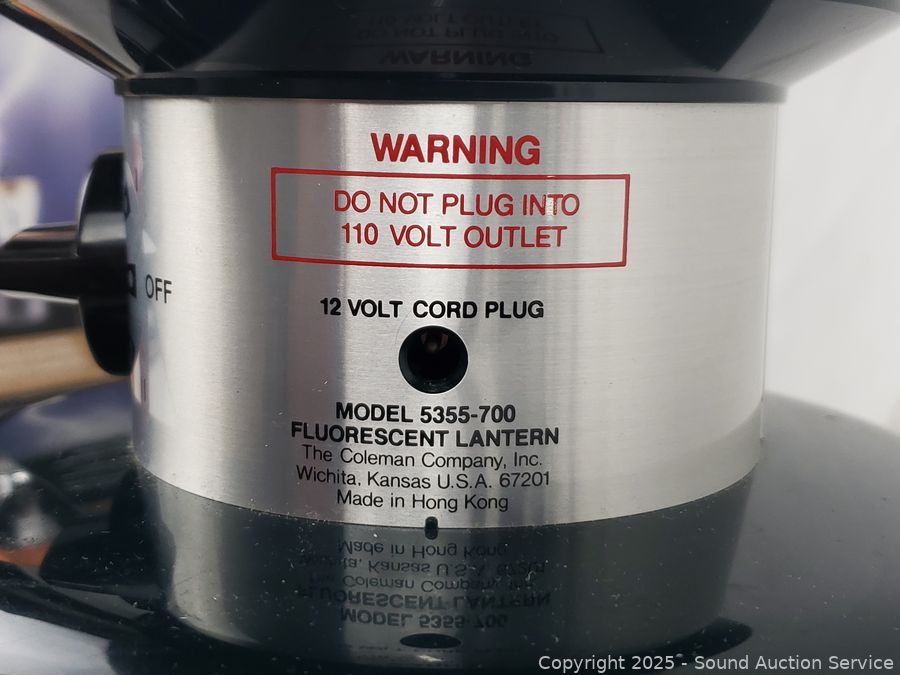 WARNING
DO NOT PLUG INTO
110 VOLT OUTLET
OFF
12 VOLT CORD PLUG
MODEL 5355-700
FLUORESCENT LANTERN
The Coleman Company, Inc.
Wichita, Kansas U.S.A. 67201
Made in Hong Kong
Copyright 2025 - Sound Auction Service